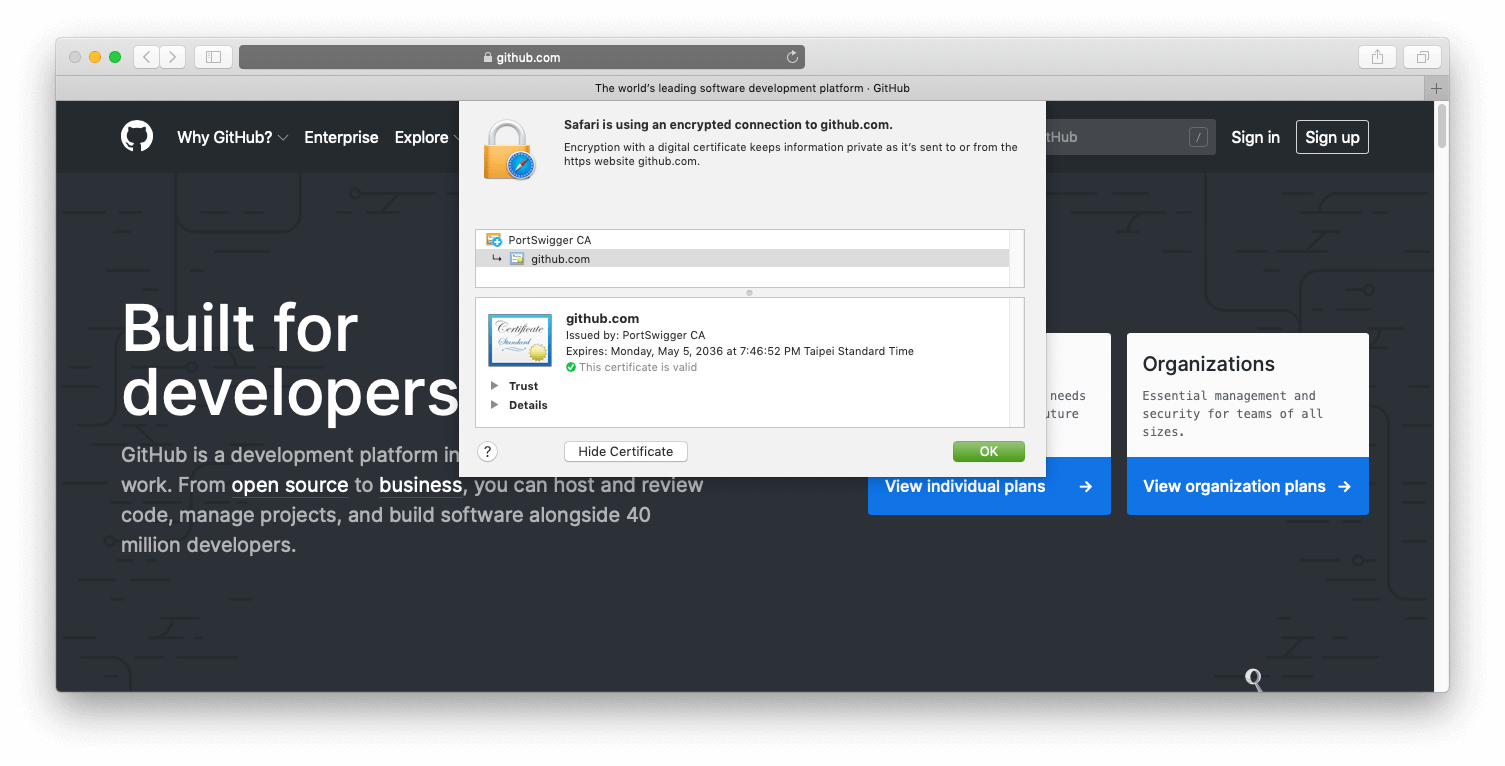 github.com
The world's leading software development platform · GitHub
Why GitHub?
Enterprise
Explore
tHub
/
Sign in
Sign up
Safari is using an encrypted connection to github.com.
Encryption with a digital certificate keeps information private as it's sent to or from the
https website github.com.
PortSwigger CA
github.com
Certificate
Standard
github.com
Issued by: PortSwigger CA
Expires: Monday, May 5, 2036 at 7:46:52 PM Taipei Standard Time
This certificate is valid
Trust
Details
?
Hide Certificate
OK
Built for
developers
GitHub is a development platform in
work. From open source to business, you can host and review
code, manage projects, and build software alongside 40
million developers.
needs
uture
View individual plans →
Organizations
Essential management and
security for teams of all
sizes.
View organization plans →